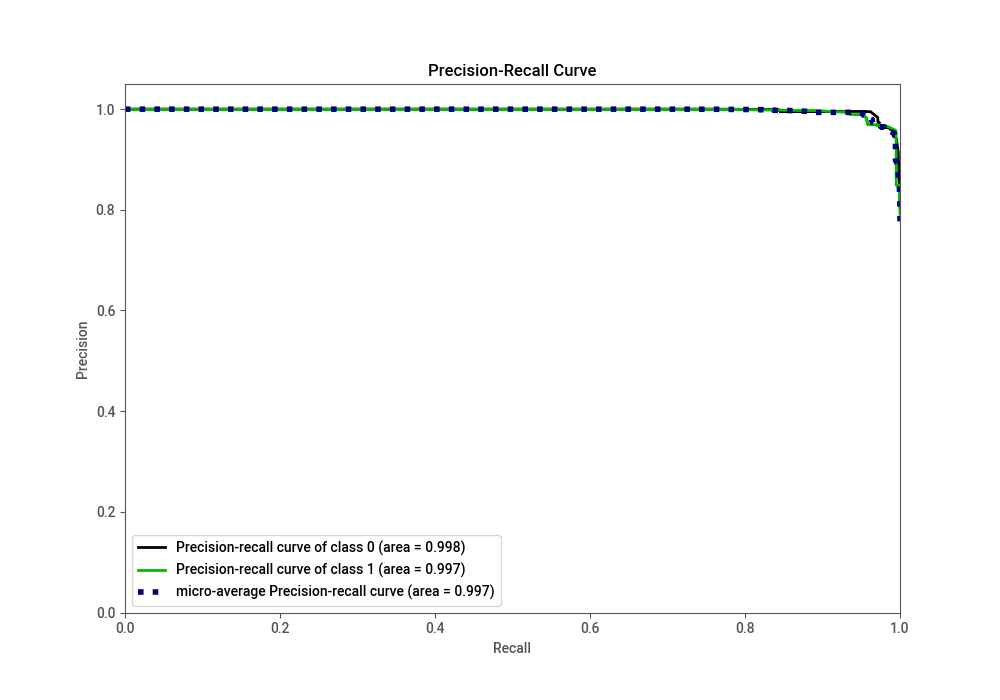 Precision-Recall Curve
1.0
0.8
0.6
0.4
0.2
0.0
Precision
Precision-recall curve of class 0 (area = 0.998)
Precision-recall curve of class 1 (area = 0.997)
micro-average Precision-recall curve (area = 0.997)
0.0 0.2 0.4 0.6 0.8 1.0
Recall